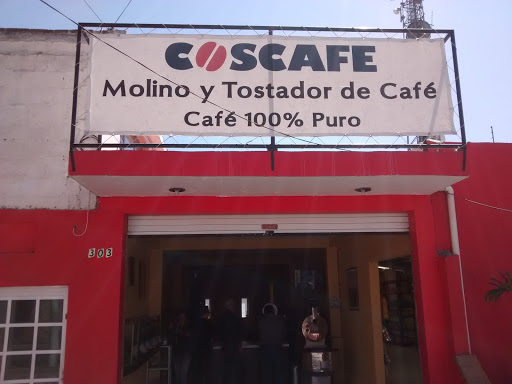 COSCAFE
Molino y Tostador de Café
Café 100% Puro
303